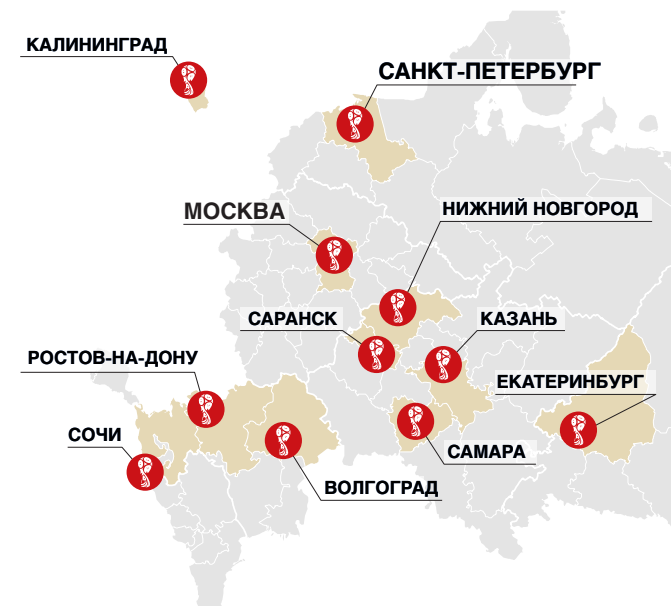 КАЛИНИНГРАД
САНКТ-ПЕТЕРБУРГ
МОСКВА
НИЖНИЙ НОВГОРОД
САРАНСК
КАЗАНЬ
РОСТОВ-НА-ДОНУ
ЕКАТЕРИНБУРГ
СОЧИ
САМАРА
ВОЛГОГРАД